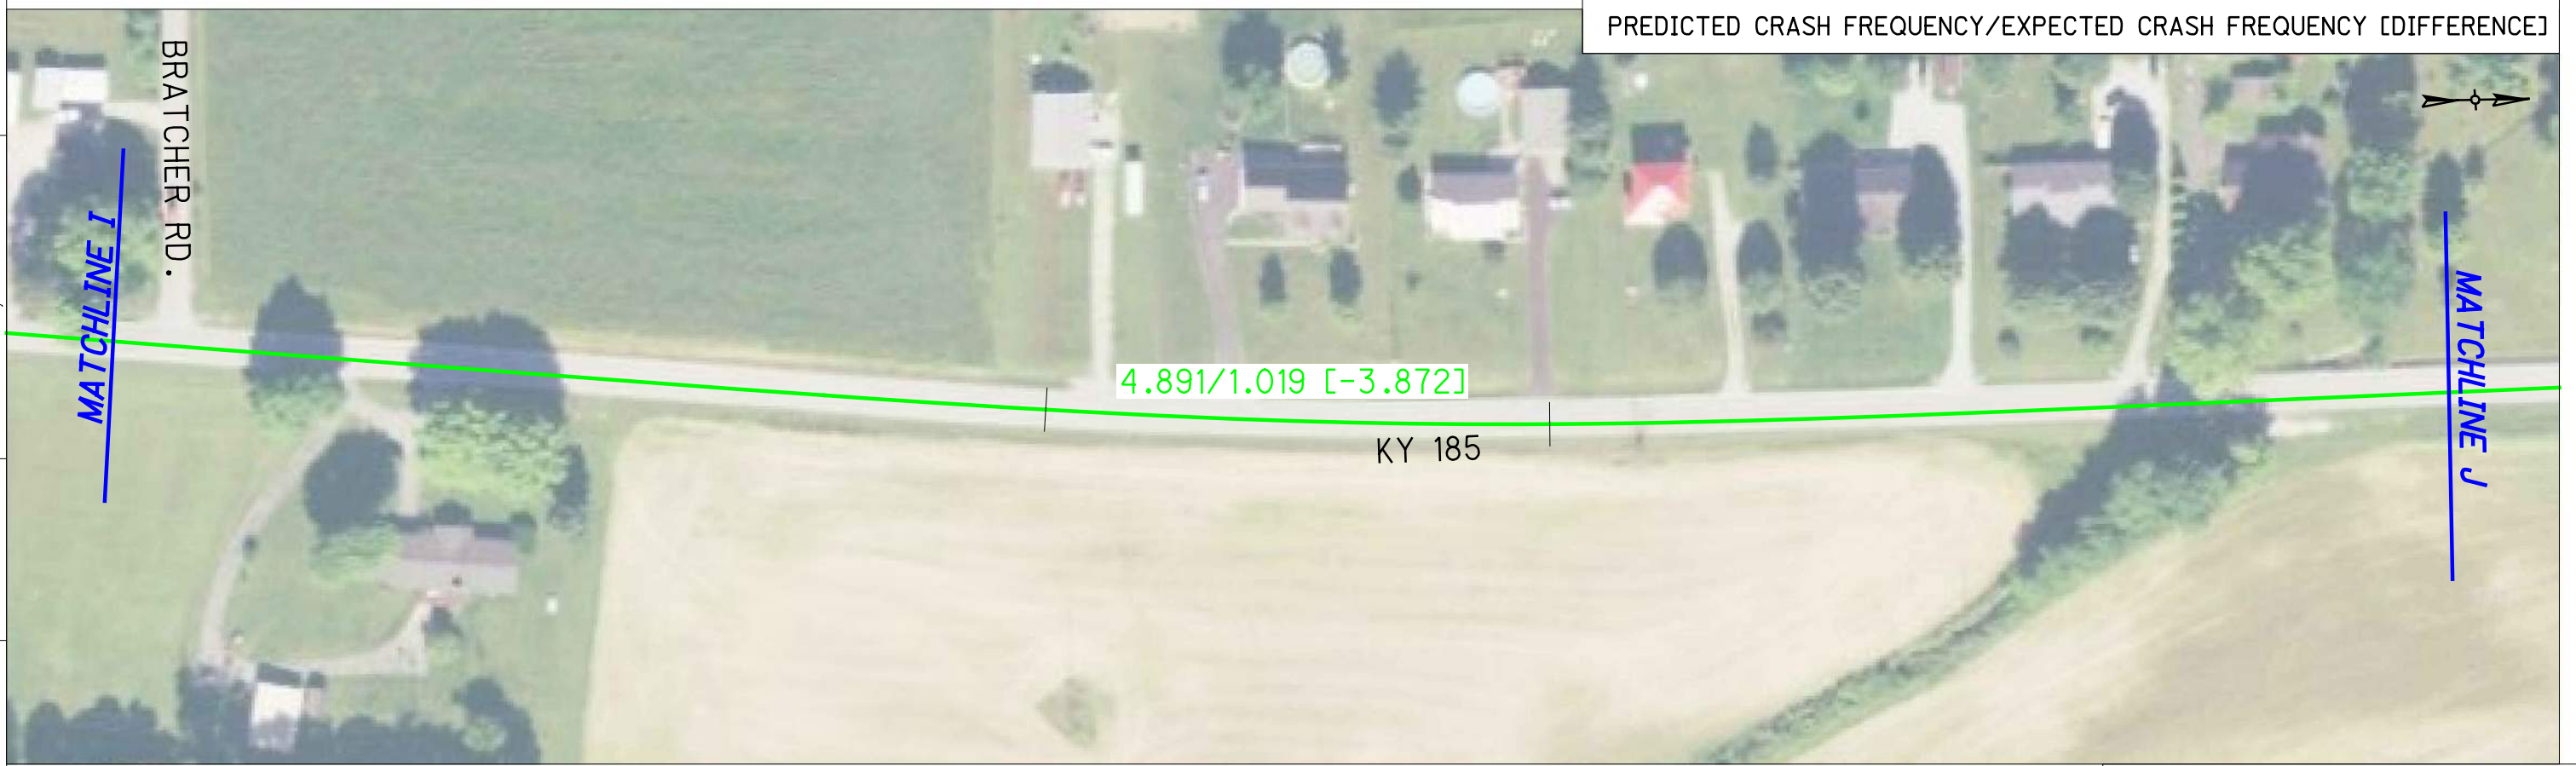 PREDICTED CRASH FREQUENCY/EXPECTED CRASH FREQUENCY [DIFFERENCE]
BRATCHER RD.
MATCHLINE I
4.891/1.019 [-3.872]
KY 185
MATCHLINE J